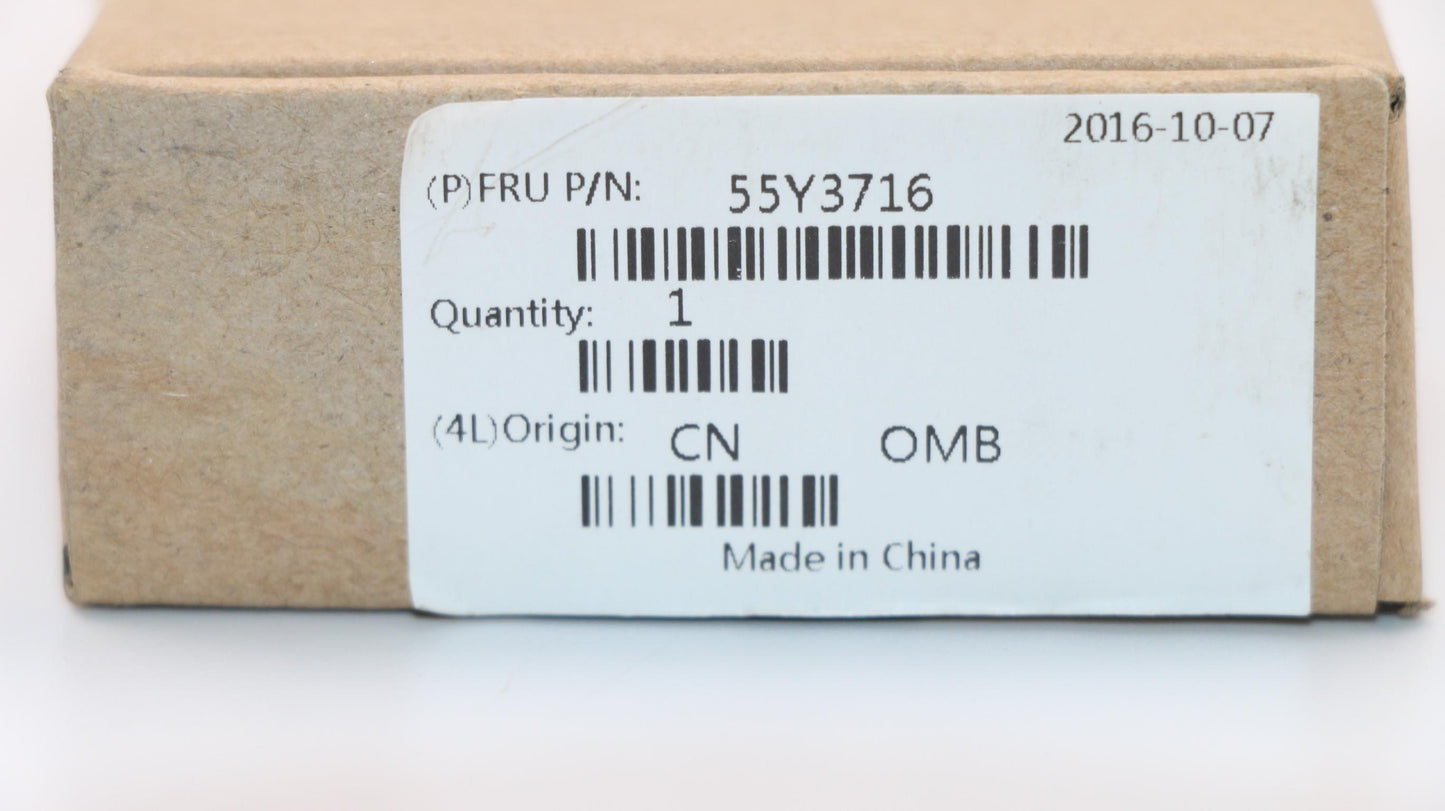 2016-10-07
(P)FRU P/N: 55Y3716
Quantity: 1
(4L)Origin: CN OMB
Made in China